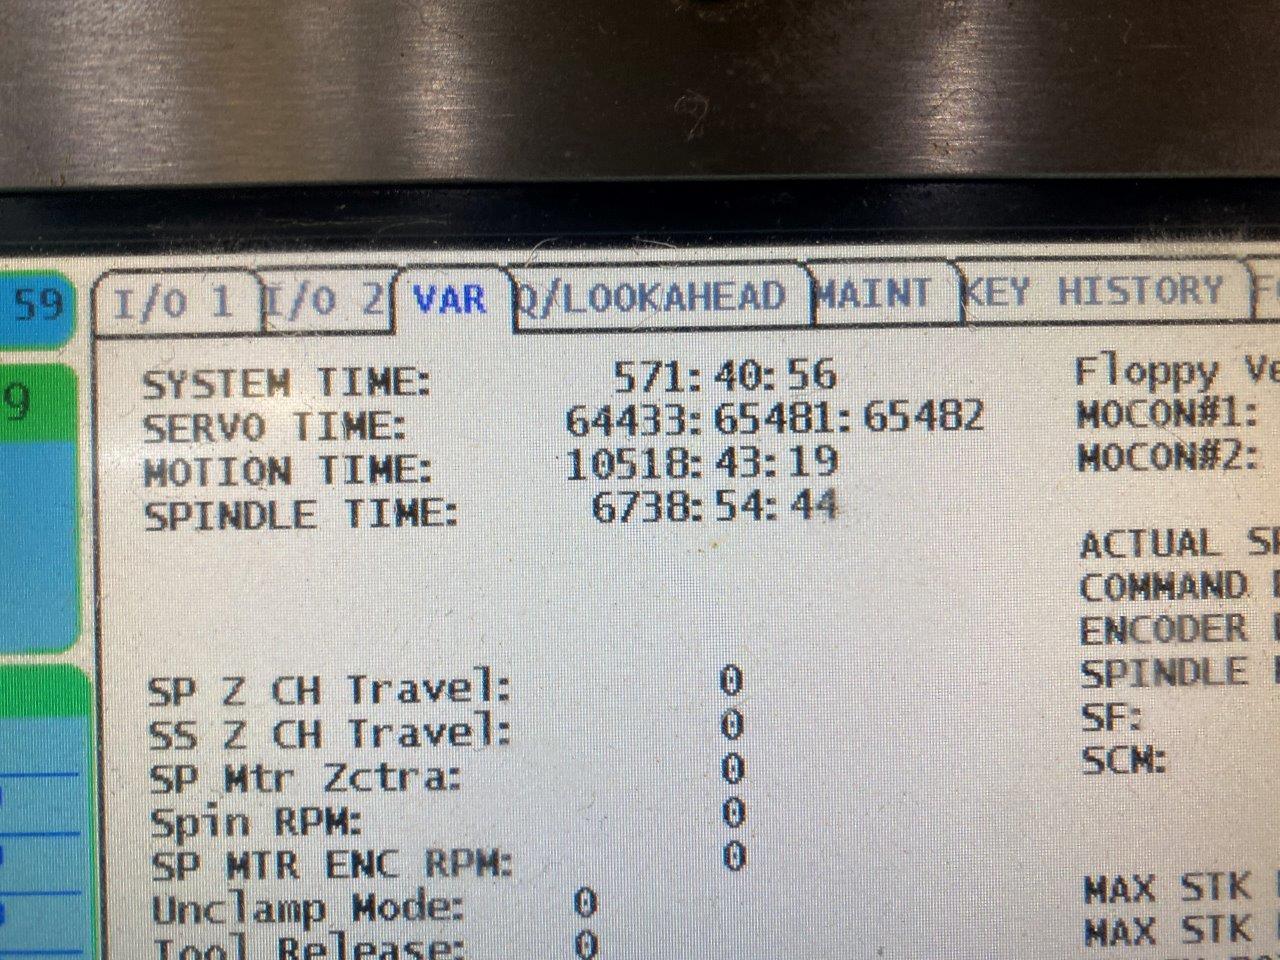 59
9
I/O 1 I/O 2 VAR Q/LOOKAHEAD MAINT KEY HISTORY
SYSTEM TIME: 571:40:56
SERVO TIME: 64433:65481:65482
MOTION TIME: 10518:43:19
SPINDLE TIME: 6738:54:44
SP Z CH Travel: 0
SS Z CH Travel: 0
SP Mtr Zctra: 0
Spin RPM: 0
SP MTR ENC RPM: 0
Unclamp Mode: 0
Tool Release: 0
Floppy Ve
MOCON#1:
MOCON#2:
ACTUAL SP
COMMAND
ENCODER
SPINDLE
SF:
SCM:
MAX STK
MAX STK